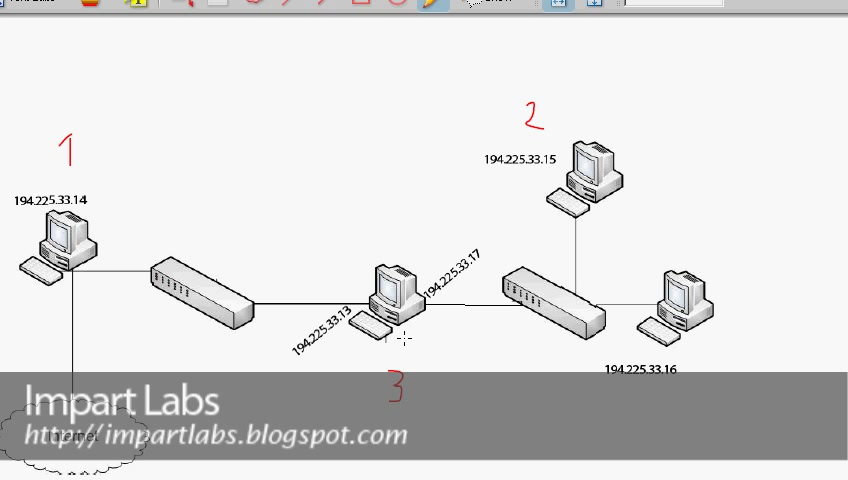 2
1
194.225.33.15
194.225.33.14
194.225.33.17
194.225.33.13
194.225.33.16
3
Impart Labs
Internet
http://impartlabs.blogspot.com